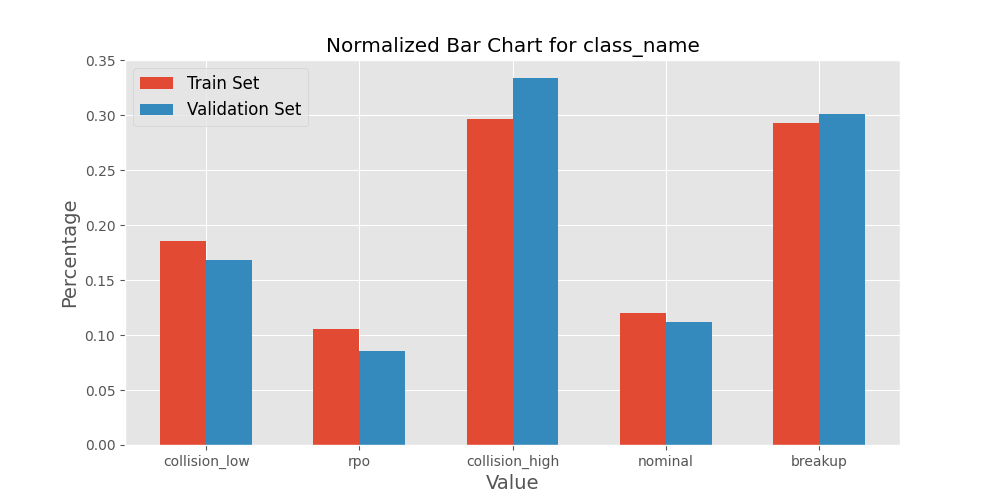 Normalized Bar Chart for class_name
Train Set
Validation Set
Percentage
0.35
0.30
0.25
0.20
0.15
0.10
0.05
0.00
collision_low rpo collision_high nominal breakup
Value